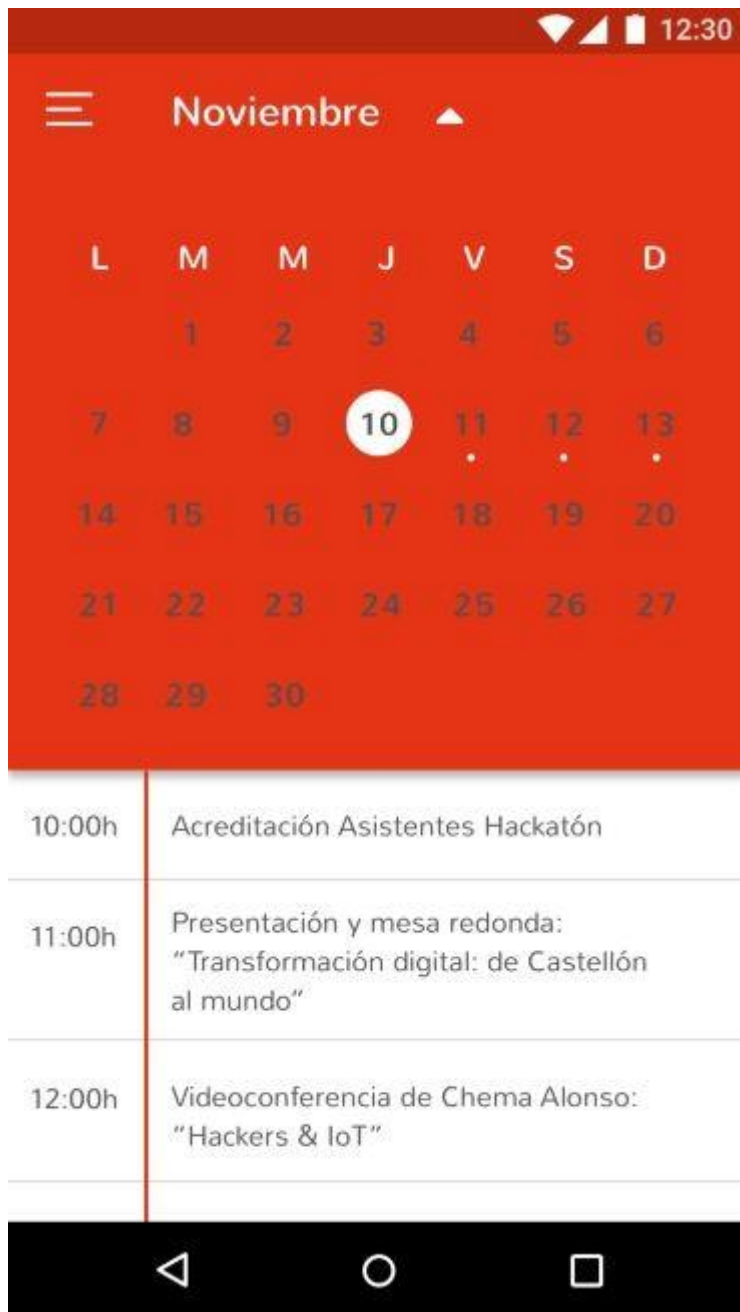 12:30
Noviembre
L M M J V S D
1 2 3 4 5 6
7 8 9 10 11 12 13
14 15 16 17 18 19 20
21 22 23 24 25 26 27
28 29 30
10:00h Acreditación Asistentes Hackatón
11:00h Presentación y mesa redonda:
“Transformación digital: de Castellón
al mundo”
12:00h Videoconferencia de Chema Alonso:
“Hackers & IoT”